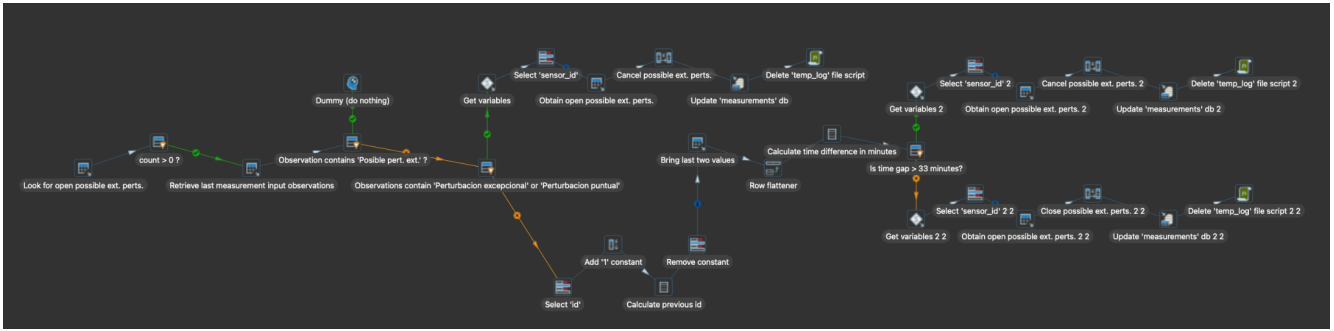 Look for open possible ext. perts.
count > 0 ?
Retrieve last measurement input observations
Dummy (do nothing)
Observation contains 'Posible pert. ext.' ?
Observations contain 'Perturbacion excepcional' or 'Perturbacion puntual'
Get variables
Select 'sensor_id'
Obtain open possible ext. perts.
Cancel possible ext. perts.
Update 'measurements' db
Delete 'temp_log' file script
Select 'id'
Add '1' constant
Calculate previous id
Remove constant
Bring last two values
Row flattener
Calculate time difference in minutes
Is time gap > 33 minutes?
Get variables 2
Select 'sensor_id' 2
Obtain open possible ext. perts. 2
Cancel possible ext. perts. 2
Update 'measurements' db 2
Delete 'temp_log' file script 2
Get variables 2 2
Select 'sensor_id' 2 2
Obtain open possible ext. perts. 2 2
Close possible ext. perts. 2 2
Update 'measurements' db 2 2
Delete 'temp_log' file script 2 2